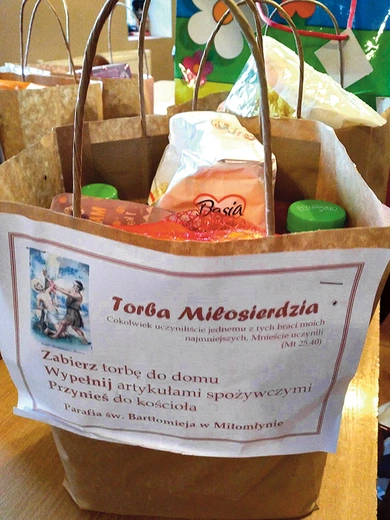 Basia
Torba Miłosierdzia
Cokolwiek uczyniliście jednemu z tych braci moich
najmniejszych, Mnieście uczynili
(Mt 25,40)
Zabierz torbę do domu
Wypełnij artykułami spożywczymi
Przynieś do kościoła
Parafia św. Bartłomieja w Miłomłynie